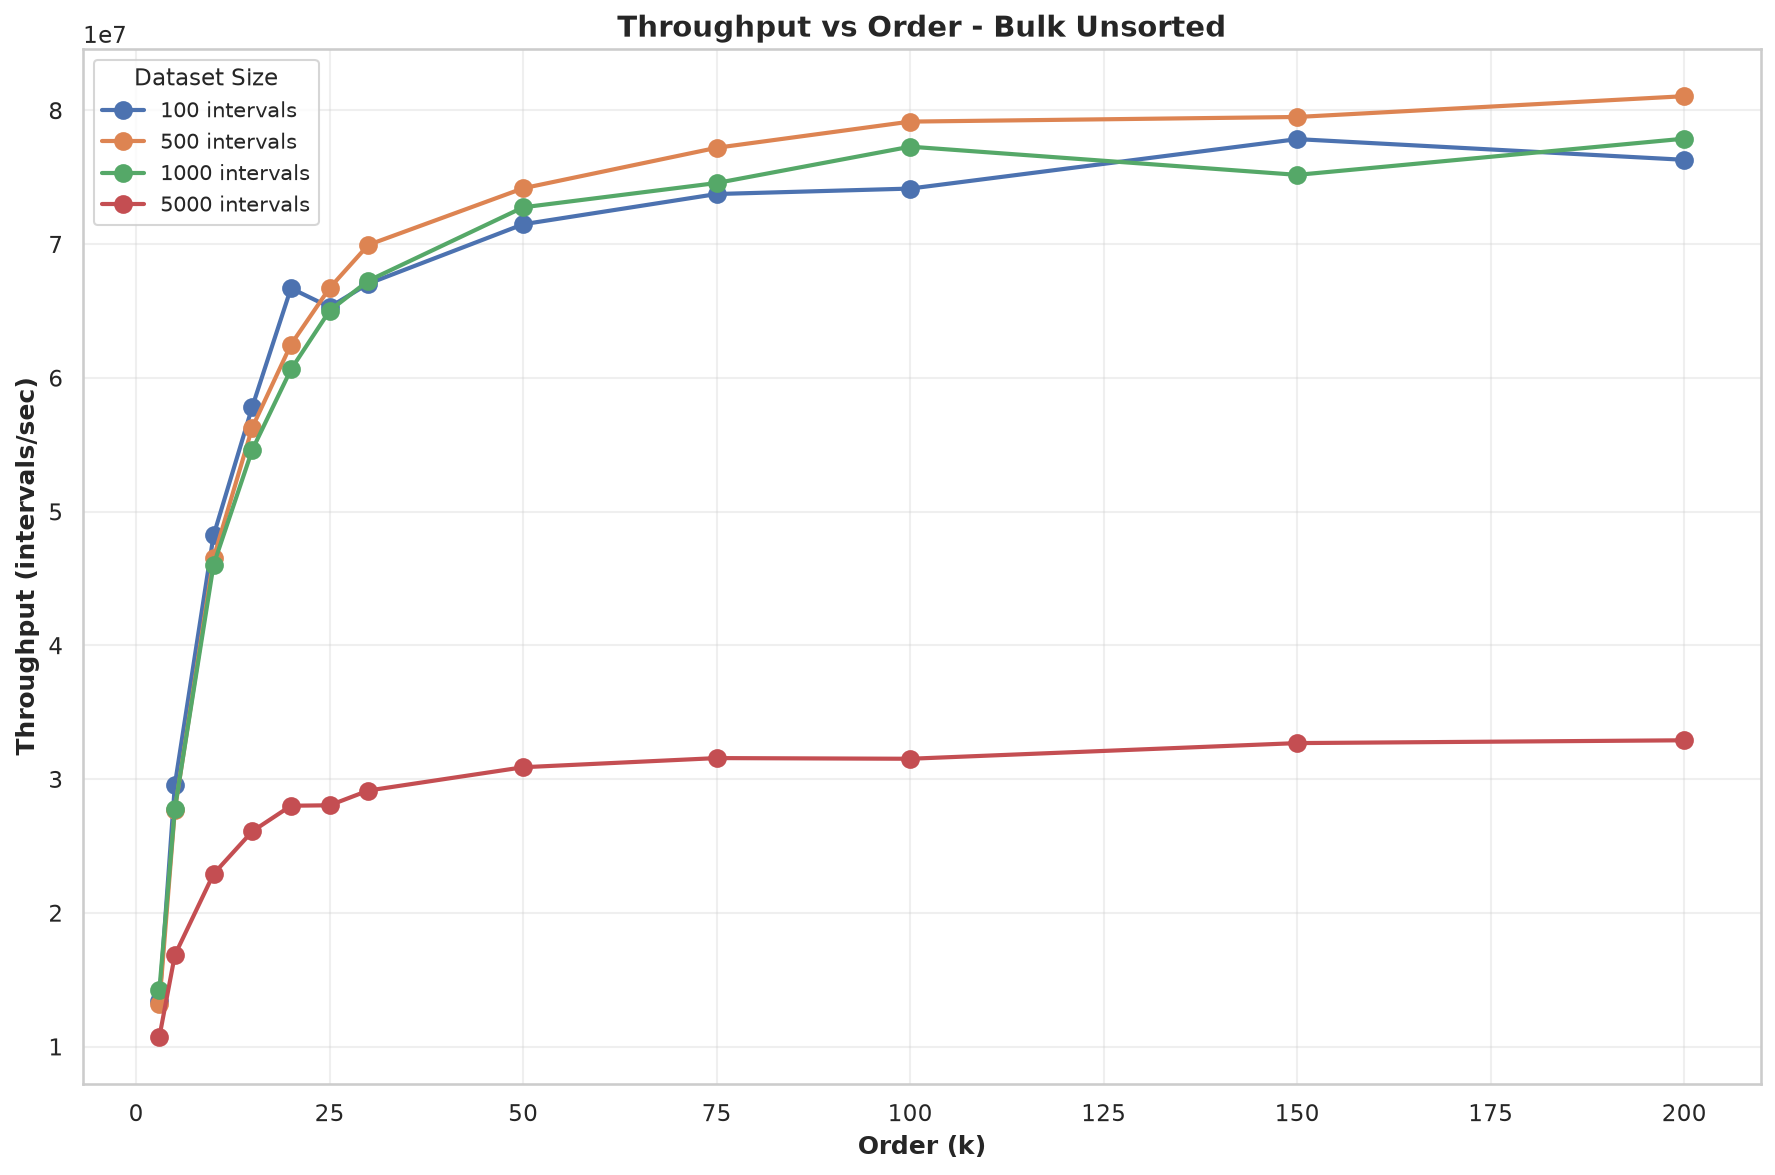 Throughput vs Order - Bulk Unsorted
1e7
Dataset Size
100 intervals
500 intervals
1000 intervals
5000 intervals
8
7
6
5
4
3
2
1
Throughput (intervals/sec)
0 25 50 75 100 125 150 175 200
Order (k)